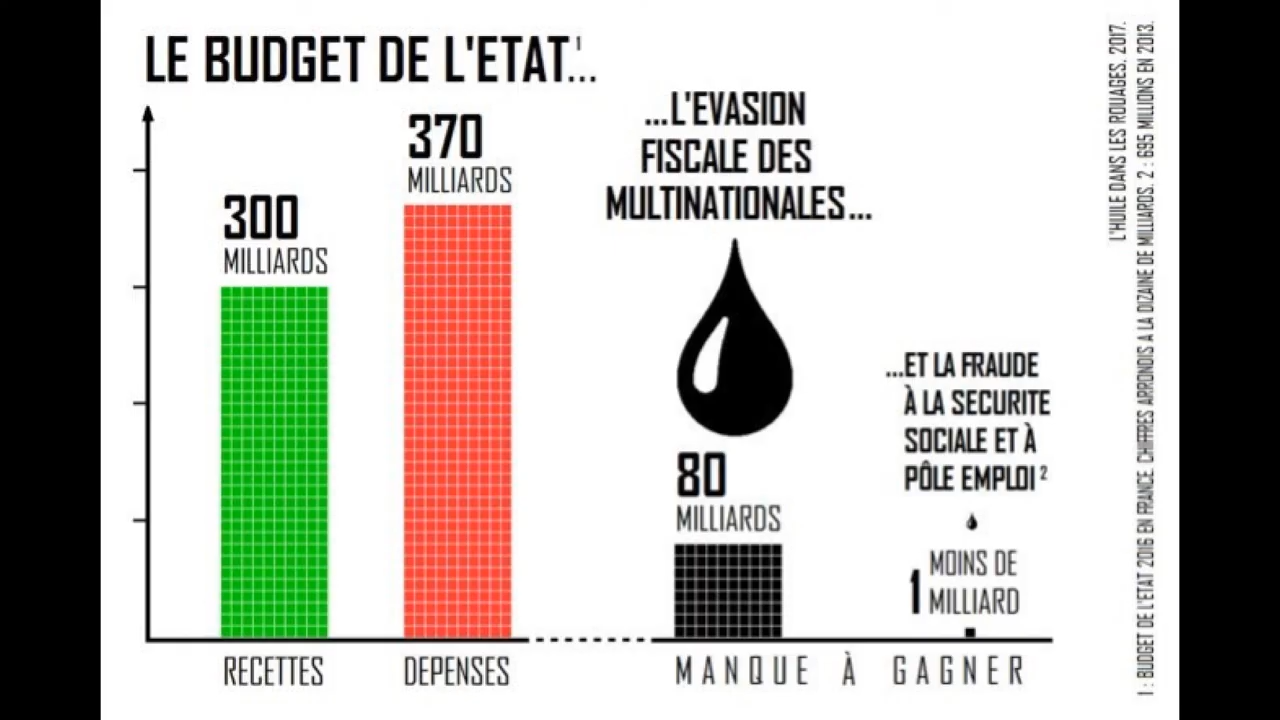 LE BUDGET DE L'ETAT¹...
...L'EVASION
FISCALE DES
MULTINATIONALES...
370
MILLIARDS
300
MILLIARDS
80
MILLIARDS
...ET LA FRAUDE
À LA SECURITE
SOCIALE ET À
PÔLE EMPLOI ²
1 MOINS DE
MILLIARD
RECETTES
DEPENSES
MANQUE À GAGNER
L'HUILE DANS LES ROUAGES. 2017.
1 : BUDGET DE L'ETAT 2016 EN FRANCE. CHIFFRES ARRONDIS A LA DIZAINE DE MILLIARDS. 2 : 695 MILLIONS EN 2013.